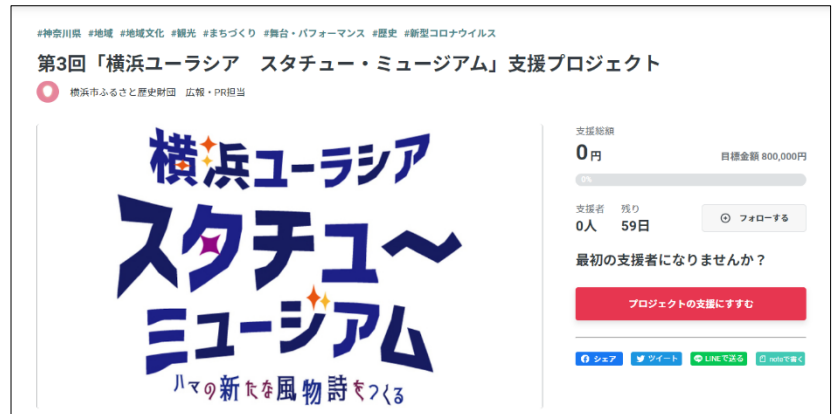 #神奈川県 #地域 #地域文化 #観光 #まちづくり #舞台・パフォーマンス #歴史 #新型コロナウイルス
第3回「横浜ユーラシア　スタチュー・ミュージアム」支援プロジェクト
横浜市ふるさと歴史財団　広報・PR担当
横浜ユーラシア
スタチュ〜
ミュージアム
ハマの新たな風物詩をつくる
支援総額
0円 目標金額 800,000円
0%
支援者 残り
0人 59日 フォローする
最初の支援者になりませんか？
プロジェクトの支援にすすむ
シェア ツイート LINEで送る noteで書く